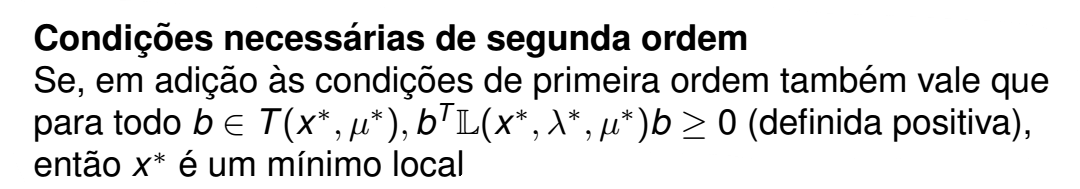 Condições necessárias de segunda ordem
Se, em adição às condições de primeira ordem também vale que
para todo b ∈ T(x*, μ*), bᵀ𝕃(x*, λ*, μ*)b ≥ 0 (definida positiva),
então x* é um mínimo local